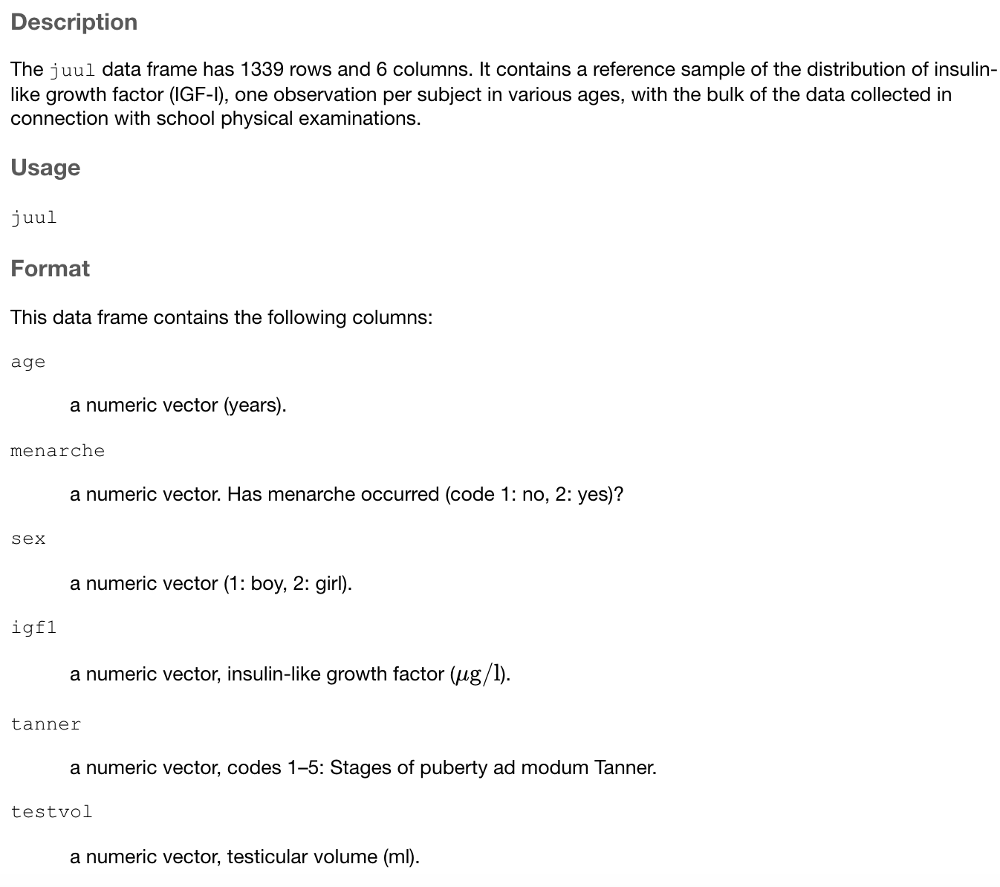 Description
The juul data frame has 1339 rows and 6 columns. It contains a reference sample of the distribution of insulin-
like growth factor (IGF-I), one observation per subject in various ages, with the bulk of the data collected in
connection with school physical examinations.
Usage
juul
Format
This data frame contains the following columns:
age
a numeric vector (years).
menarche
a numeric vector. Has menarche occurred (code 1: no, 2: yes)?
sex
a numeric vector (1: boy, 2: girl).
igf1
a numeric vector, insulin-like growth factor (μg/l).
tanner
a numeric vector, codes 1–5: Stages of puberty ad modum Tanner.
testvol
a numeric vector, testicular volume (ml).